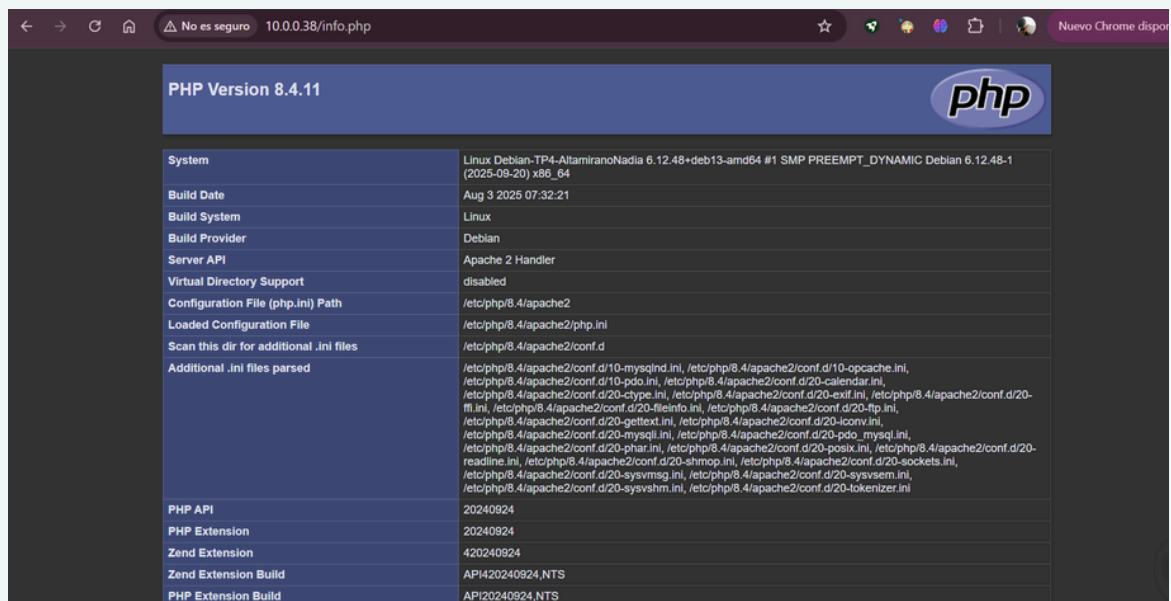 No es seguro 10.0.0.38/info.php
Nuevo Chrome dispor
PHP Version 8.4.11
php
System
Linux Debian-TP4-AltamiranoNadia 6.12.48+deb13-amd64 #1 SMP PREEMPT_DYNAMIC Debian 6.12.48-1
(2025-09-20) x86_64
Build Date Aug 3 2025 07:32:21
Build System Linux
Build Provider Debian
Server API Apache 2 Handler
Virtual Directory Support disabled
Configuration File (php.ini) Path /etc/php/8.4/apache2
Loaded Configuration File /etc/php/8.4/apache2/php.ini
Scan this dir for additional .ini files /etc/php/8.4/apache2/conf.d
Additional .ini files parsed /etc/php/8.4/apache2/conf.d/10-mysqlnd.ini, /etc/php/8.4/apache2/conf.d/10-opcache.ini,
/etc/php/8.4/apache2/conf.d/10-pdo.ini, /etc/php/8.4/apache2/conf.d/20-calendar.ini,
/etc/php/8.4/apache2/conf.d/20-ctype.ini, /etc/php/8.4/apache2/conf.d/20-exif.ini, /etc/php/8.4/apache2/conf.d/20-
ffi.ini, /etc/php/8.4/apache2/conf.d/20-fileinfo.ini, /etc/php/8.4/apache2/conf.d/20-ftp.ini,
/etc/php/8.4/apache2/conf.d/20-gettext.ini, /etc/php/8.4/apache2/conf.d/20-iconv.ini,
/etc/php/8.4/apache2/conf.d/20-mysqli.ini, /etc/php/8.4/apache2/conf.d/20-pdo_mysql.ini,
/etc/php/8.4/apache2/conf.d/20-phar.ini, /etc/php/8.4/apache2/conf.d/20-posix.ini, /etc/php/8.4/apache2/conf.d/20-
readline.ini, /etc/php/8.4/apache2/conf.d/20-shmop.ini, /etc/php/8.4/apache2/conf.d/20-sockets.ini,
/etc/php/8.4/apache2/conf.d/20-sysvmsg.ini, /etc/php/8.4/apache2/conf.d/20-sysvsem.ini,
/etc/php/8.4/apache2/conf.d/20-sysvshm.ini, /etc/php/8.4/apache2/conf.d/20-tokenizer.ini
PHP API 20240924
PHP Extension 20240924
Zend Extension 420240924
Zend Extension Build API420240924,NTS
PHP Extension Build API20240924,NTS